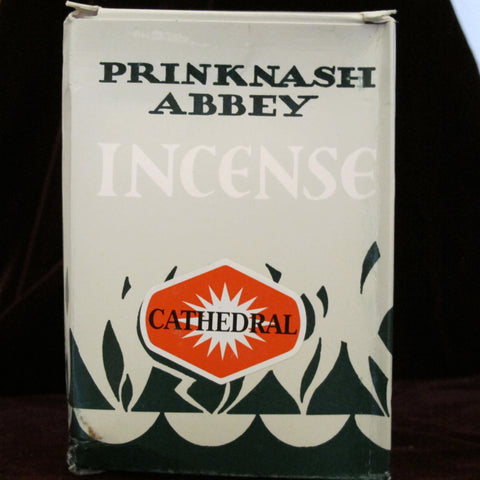 PRINKNASH
ABBEY
INCENSE
CATHEDRAL